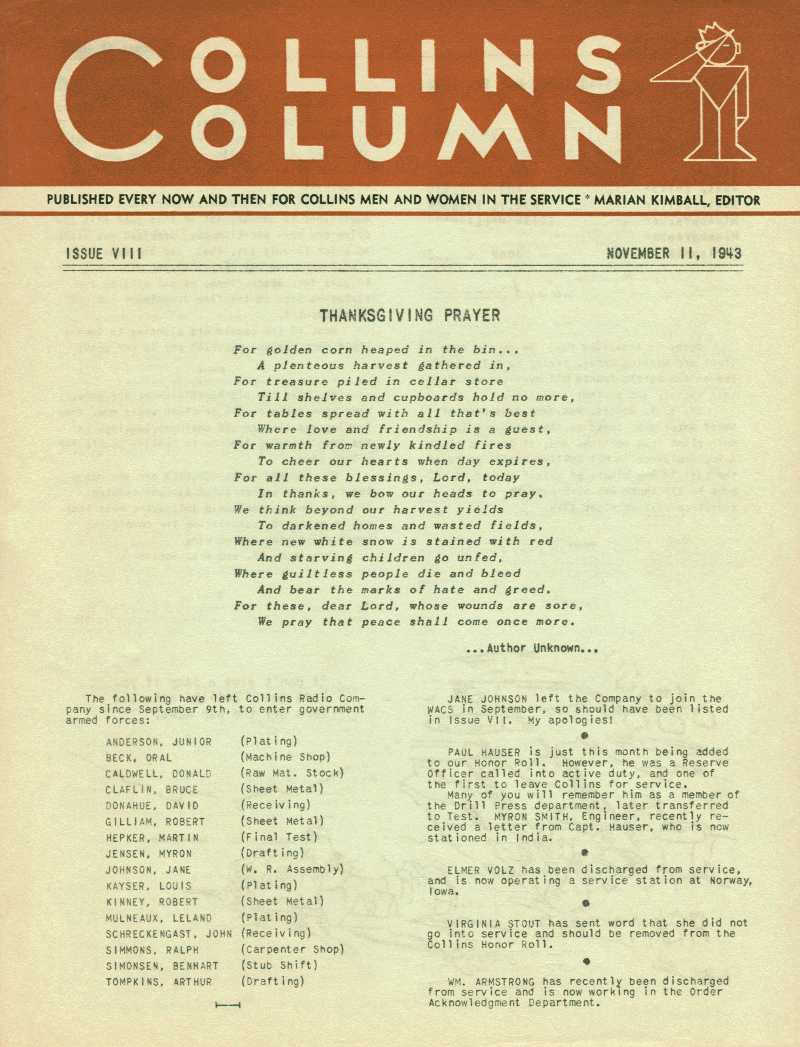 COLLINS
COLUMN
PUBLISHED EVERY NOW AND THEN FOR COLLINS MEN AND WOMEN IN THE SERVICE * MARIAN KIMBALL, EDITOR
ISSUE VIII NOVEMBER 11, 1943
THANKSGIVING PRAYER
For golden corn heaped in the bin...
A plenteous harvest gathered in,
For treasure piled in cellar store
Till shelves and cupboards hold no more,
For tables spread with all that's best
Where love and friendship is a guest,
For warmth from newly kindled fires
To cheer our hearts when day expires,
For all these blessings, Lord, today
In thanks, we bow our heads to pray.
We think beyond our harvest yields
To darkened homes and wasted fields,
Where new white snow is stained with red
And starving children go unfed,
Where guiltless people die and bleed
And bear the marks of hate and greed.
For these, dear Lord, whose wounds are sore,
We pray that peace shall come once more.
...Author Unknown...
The following have left Collins Radio Com-
pany since September 9th, to enter government
armed forces:
ANDERSON, JUNIOR (Plating)
BECK, ORAL (Machine Shop)
CALDWELL, DONALD (Raw Mat. Stock)
CLAFLIN, BRUCE (Sheet Metal)
DONAHUE, DAVID (Receiving)
GILLIAM, ROBERT (Sheet Metal)
HEPKER, MARTIN (Final Test)
JENSEN, MYRON (Drafting)
JOHNSON, JANE (W. R. Assembly)
KAYSER, LOUIS (Plating)
KINNEY, ROBERT (Sheet Metal)
MULNEAUX, LELAND (Plating)
SCHRECKENGAST, JOHN (Receiving)
SIMMONS, RALPH (Carpenter Shop)
SIMONSEN, BENHART (Stub Shift)
TOMPKINS, ARTHUR (Drafting)
JANE JOHNSON left the Company to join the
WACS in September, so should have been listed
in Issue VII. My apologies!
PAUL HAUSER is just this month being added
to our Honor Roll. However, he was a Reserve
Officer called into active duty, and one of
the first to leave Collins for service.
Many of you will remember him as a member of
the Drill Press department, later transferred
to Test. MYRON SMITH, Engineer, recently re-
ceived a letter from Capt. Hauser, who is now
stationed in India.
ELMER VOLZ has been discharged from service,
and is now operating a service station at Norway,
Iowa.
VIRGINIA STOUT has sent word that she did not
go into service and should be removed from the
Collins Honor Roll.
WM. ARMSTRONG has recently been discharged
from service and is now working in the Order
Acknowledgment Department.